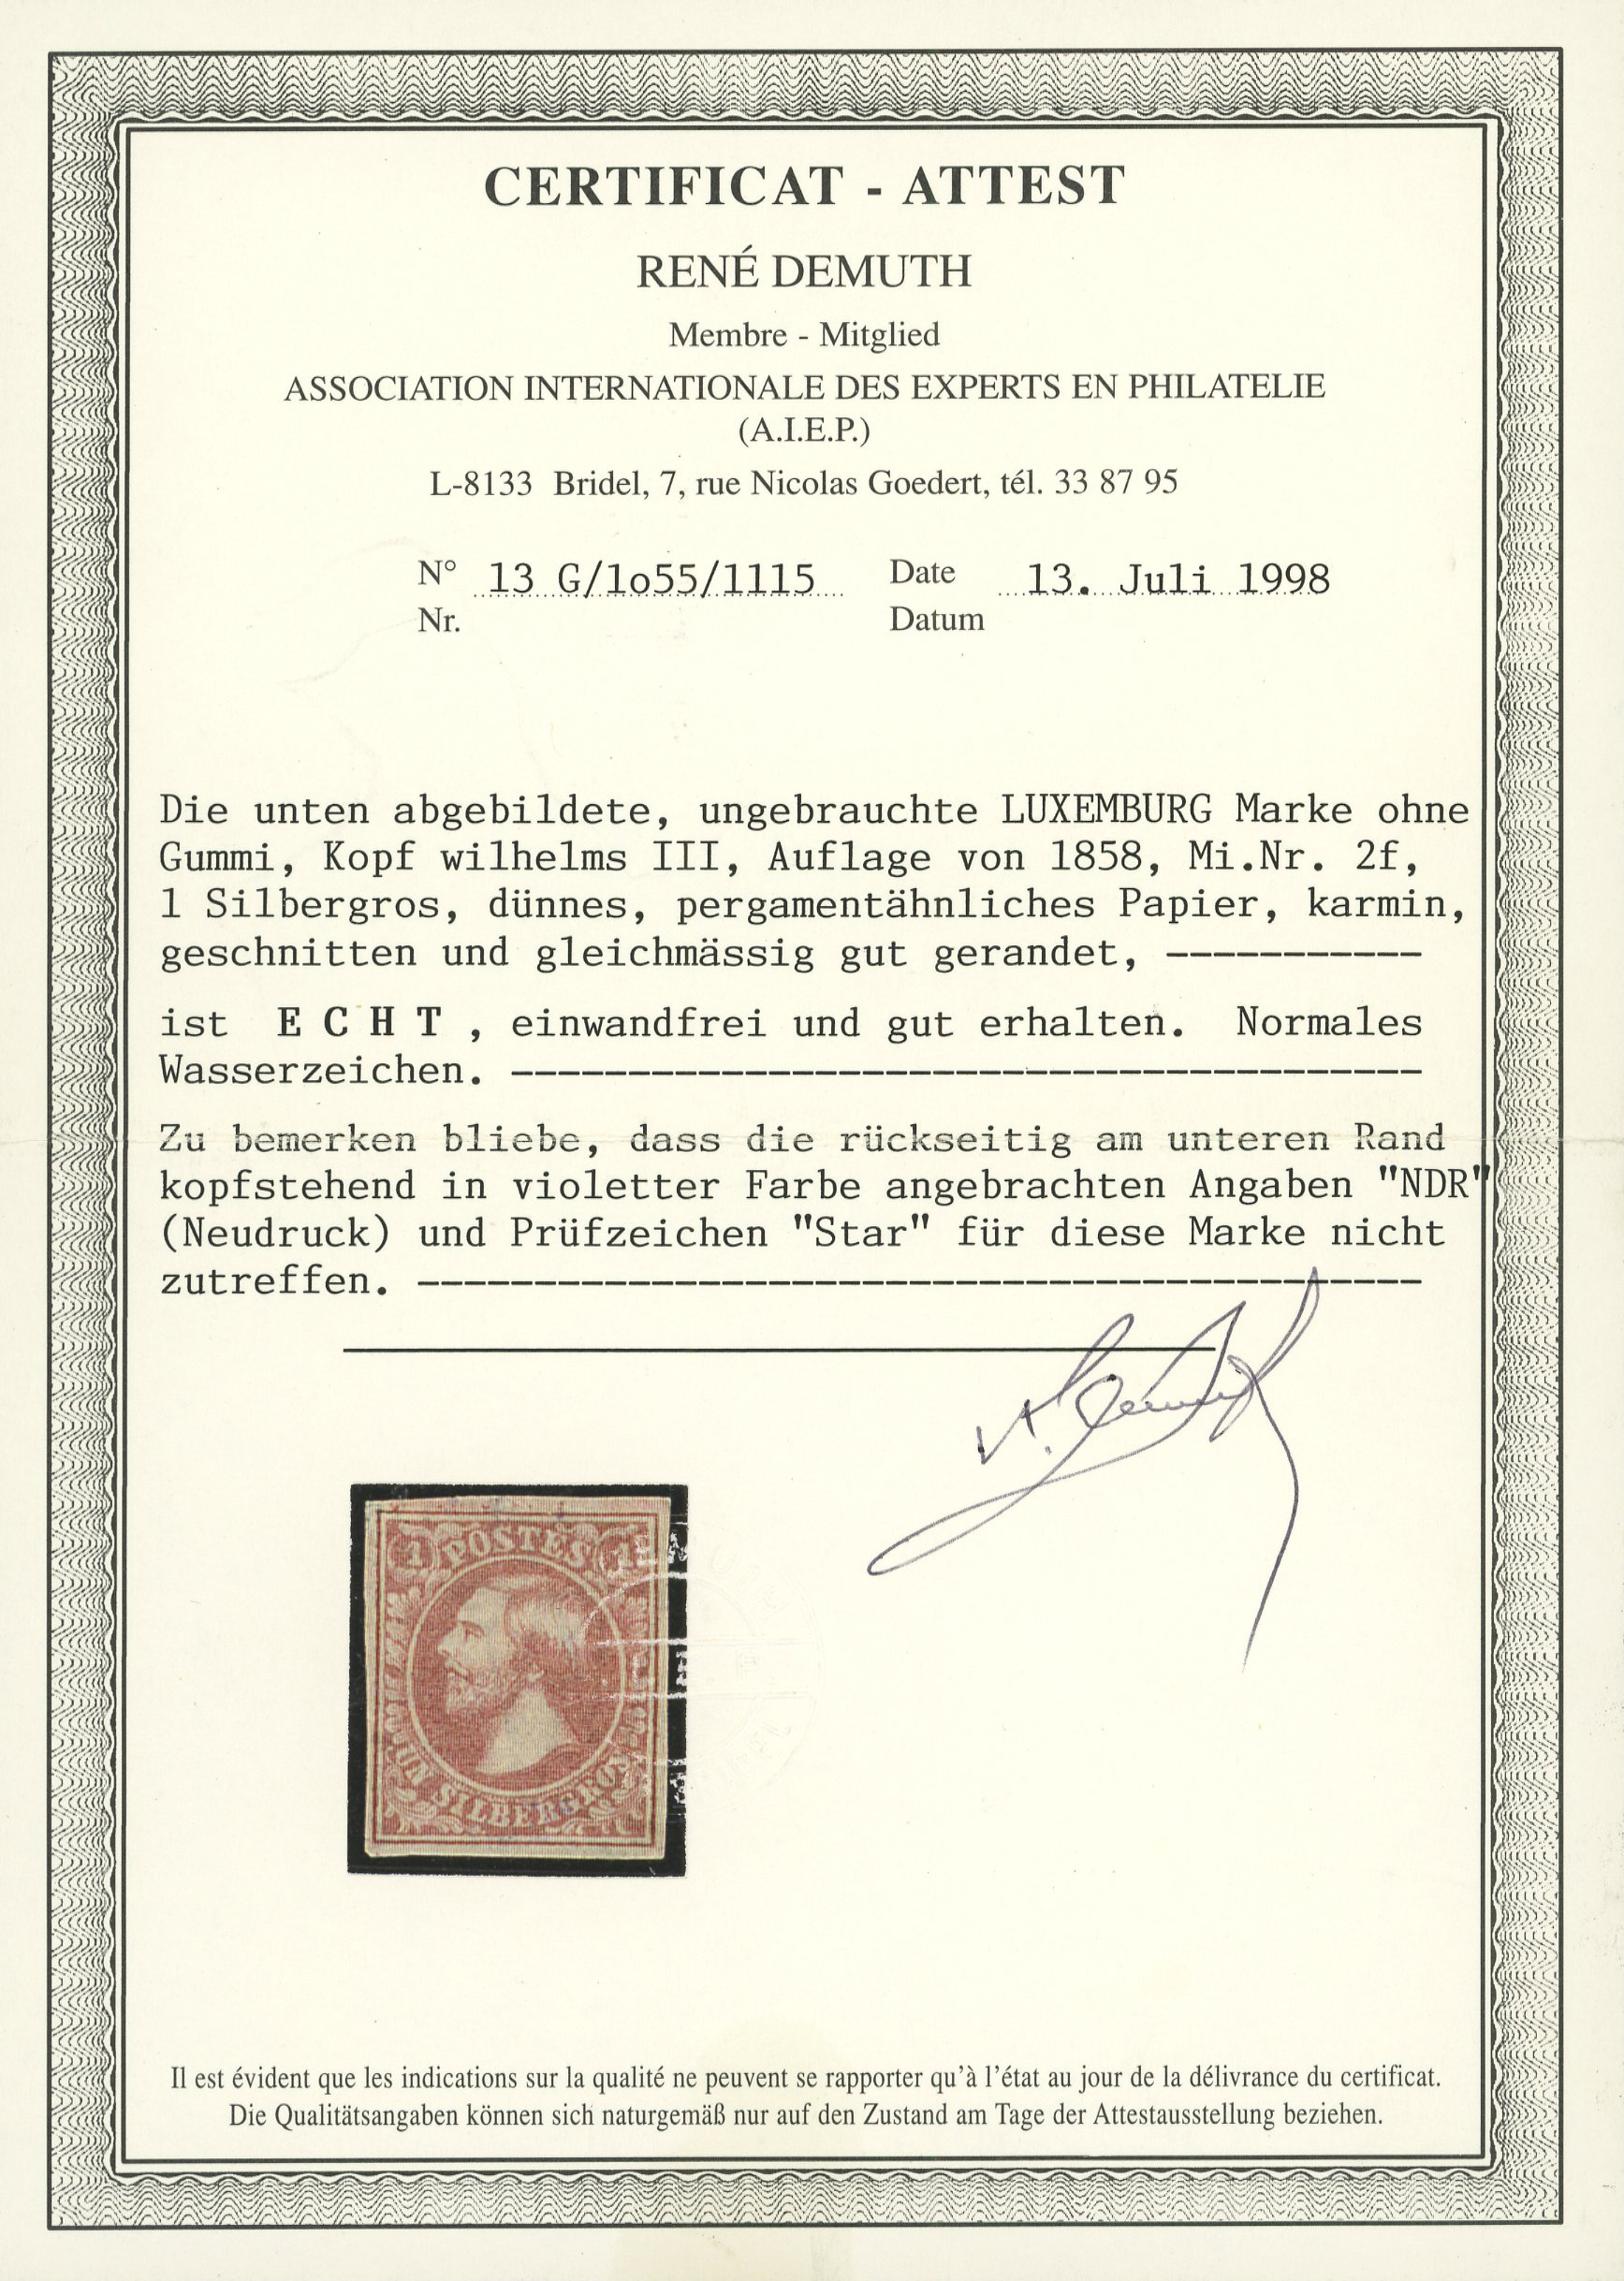 CERTIFICAT - ATTEST
RENÉ DEMUTH
Membre - Mitglied
ASSOCIATION INTERNATIONALE DES EXPERTS EN PHILATELIE
(A.I.E.P.)
L-8133 Bridel, 7, rue Nicolas Goedert, tél. 33 87 95
N° 13 G/1o55/1115 Date 13. Juli 1998
Nr. Datum
Die unten abgebildete, ungebrauchte LUXEMBURG Marke ohne
Gummi, Kopf wilhelms III, Auflage von 1858, Mi.Nr. 2f,
1 Silbergros, dünnes, pergamentähnliches Papier, karmin,
geschnitten und gleichmässig gut gerandet, -----------
ist E C H T , einwandfrei und gut erhalten. Normales
Wasserzeichen. ---------------------------------------
Zu bemerken bliebe, dass die rückseitig am unteren Rand
kopfstehend in violetter Farbe angebrachten Angaben "NDR"
(Neudruck) und Prüfzeichen "Star" für diese Marke nicht
zutreffen. -------------------------------------------
1 POSTES 1
UN SILBERGROS
Il est évident que les indications sur la qualité ne peuvent se rapporter qu'à l'état au jour de la délivrance du certificat.
Die Qualitätsangaben können sich naturgemäß nur auf den Zustand am Tage der Attestausstellung beziehen.